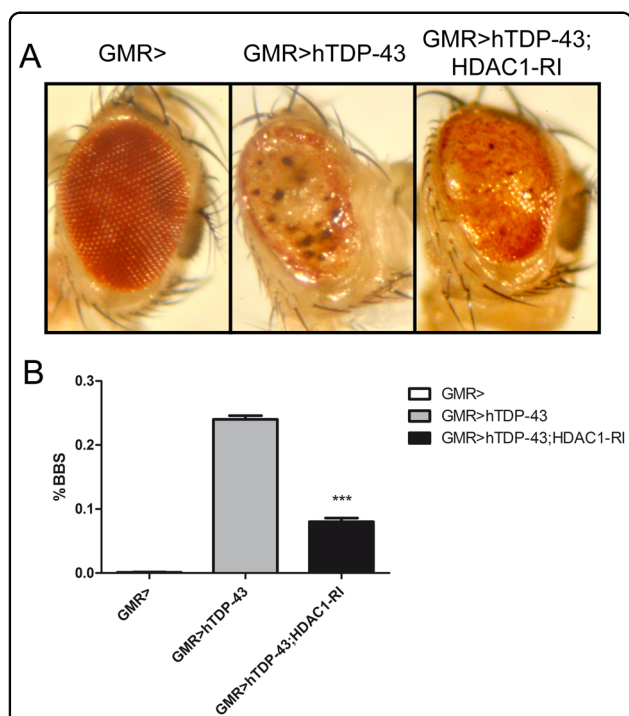 A
GMR>
GMR>hTDP-43
GMR>hTDP-43;
HDAC1-RI
B
0.3
0.2
0.1
0.0
%BBS
***
GMR>
GMR>hTDP-43
GMR>hTDP-43;HDAC1-RI
GMR>
GMR>hTDP-43
GMR>hTDP-43;HDAC1-RI